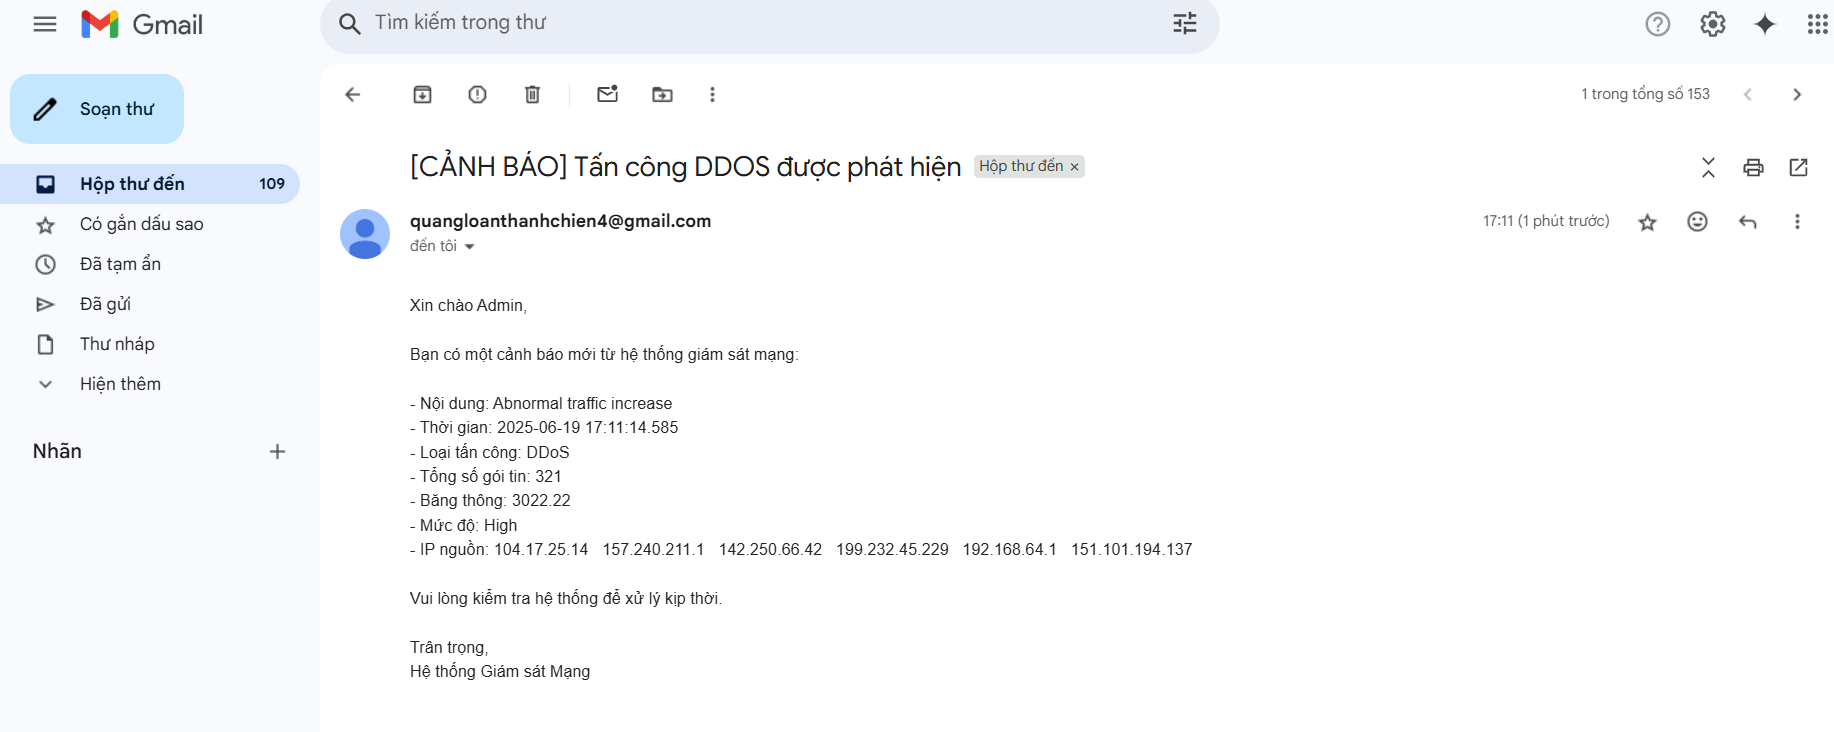 Gmail
Tìm kiếm trong thư
Soạn thư
Hộp thư đến 109
Có gắn dấu sao
Đã tạm ẩn
Đã gửi
Thư nháp
Hiện thêm
Nhãn
1 trong tổng số 153
[CẢNH BÁO] Tấn công DDOS được phát hiện Hộp thư đến ×
quangloanthanhchien4@gmail.com 17:11 (1 phút trước)
đến tôi
Xin chào Admin,
Bạn có một cảnh báo mới từ hệ thống giám sát mạng:
- Nội dung: Abnormal traffic increase
- Thời gian: 2025-06-19 17:11:14.585
- Loại tấn công: DDoS
- Tổng số gói tin: 321
- Băng thông: 3022.22
- Mức độ: High
- IP nguồn: 104.17.25.14 157.240.211.1 142.250.66.42 199.232.45.229 192.168.64.1 151.101.194.137
Vui lòng kiểm tra hệ thống để xử lý kịp thời.
Trân trọng,
Hệ thống Giám sát Mạng